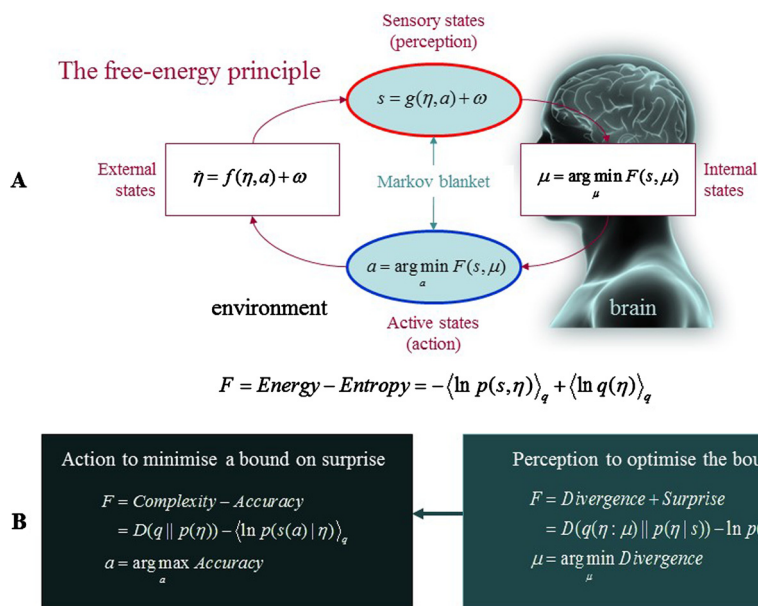 Sensory states
(perception)
The free-energy principle
s = g(η, a) + ω
External
states
η̇ = f(η, a) + ω
A
Markov blanket
μ = arg min F(s, μ)
μ
Internal
states
a = arg min F(s, μ)
a
environment
Active states
(action)
brain
F = Energy − Entropy = −⟨ln p(s, η)⟩q + ⟨ln q(η)⟩q
B
Action to minimise a bound on surprise
F = Complexity − Accuracy
= D(q || p(η)) − ⟨ln p(s(a) | η)⟩q
a = arg max Accuracy
a
Perception to optimise the bou
F = Divergence + Surprise
= D(q(η : μ) || p(η | s)) − ln p
μ = arg min Divergence
μ